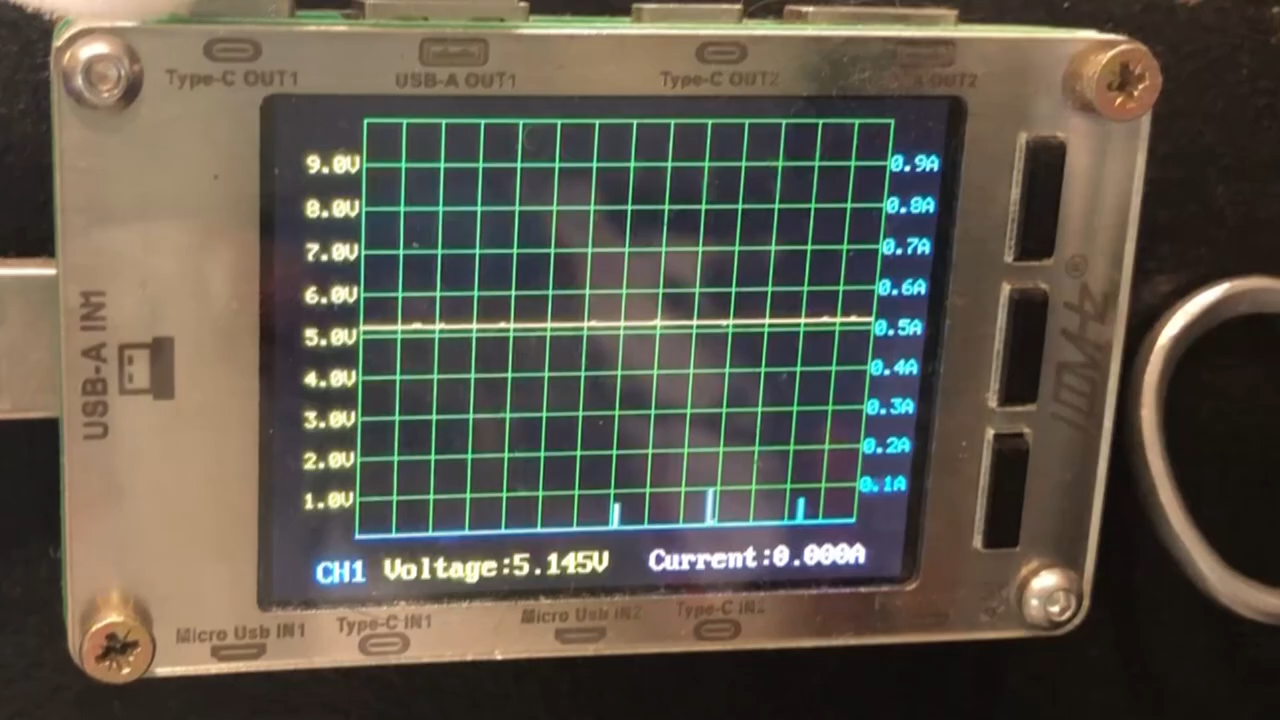 Type-C OUT1 USB-A OUT1 Type-C OUT2 OUT2
9.0V 0.9A
8.0V 0.8A
7.0V 0.7A
6.0V 0.6A
5.0V 0.5A
4.0V 0.4A
3.0V 0.3A
2.0V 0.2A
1.0V 0.1A
CH1 Voltage:5.145V Current:0.000A
USB-A IN1
Micro Usb IN1 Type-C IN1 Micro Usb IN2 Type-C IN2